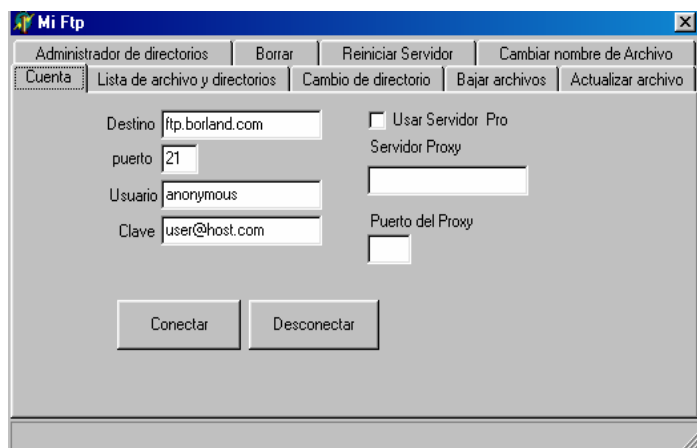 Mi Ftp
Administrador de directorios Borrar Reiniciar Servidor Cambiar nombre de Archivo
Cuenta Lista de archivo y directorios Cambio de directorio Bajar archivos Actualizar archivo
Destino ftp.borland.com Usar Servidor Pro
puerto 21 Servidor Proxy
Usuario anonymous
Clave user@host.com Puerto del Proxy
Conectar Desconectar